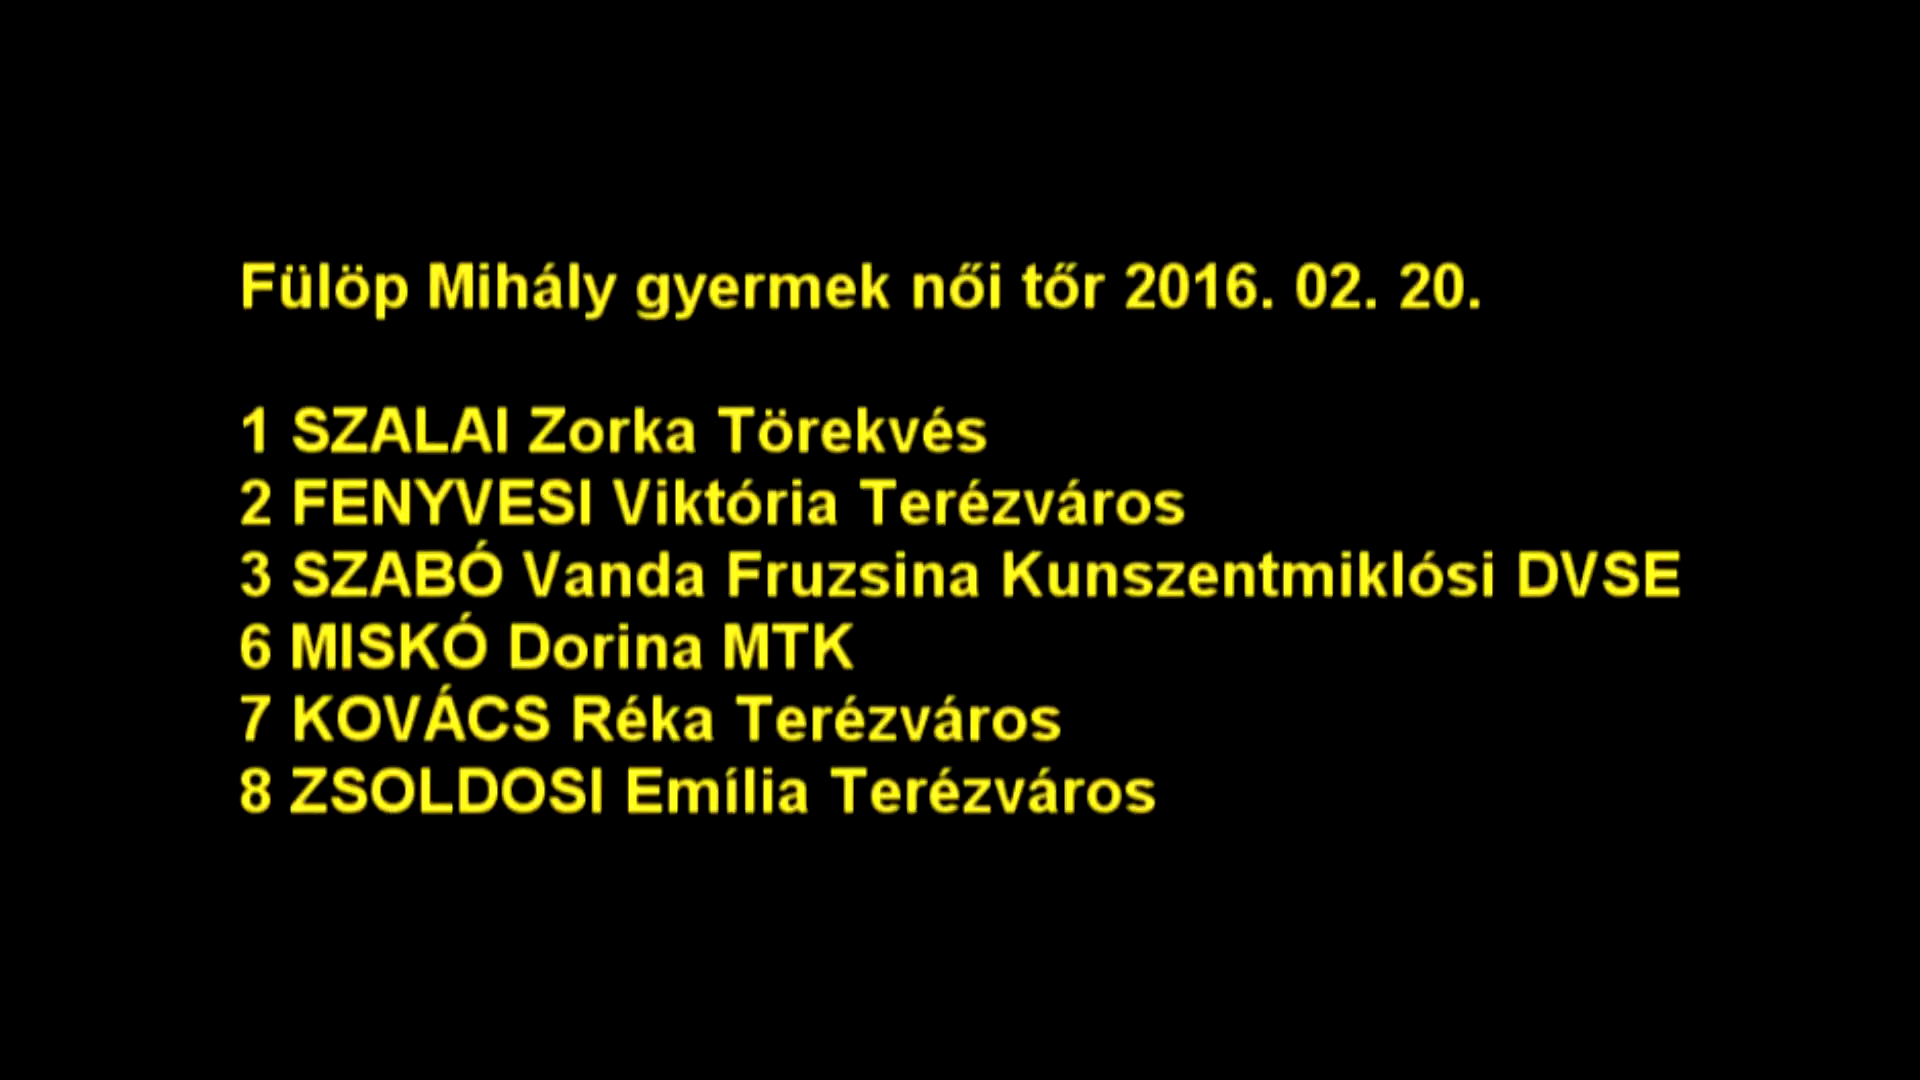 Fülöp Mihály gyermek női tőr 2016. 02. 20.
1 SZALAI Zorka Törekvés
2 FENYVESI Viktória Terézváros
3 SZABÓ Vanda Fruzsina Kunszentmiklósi DVSE
6 MISKÓ Dorina MTK
7 KOVÁCS Réka Terézváros
8 ZSOLDOSI Emília Terézváros